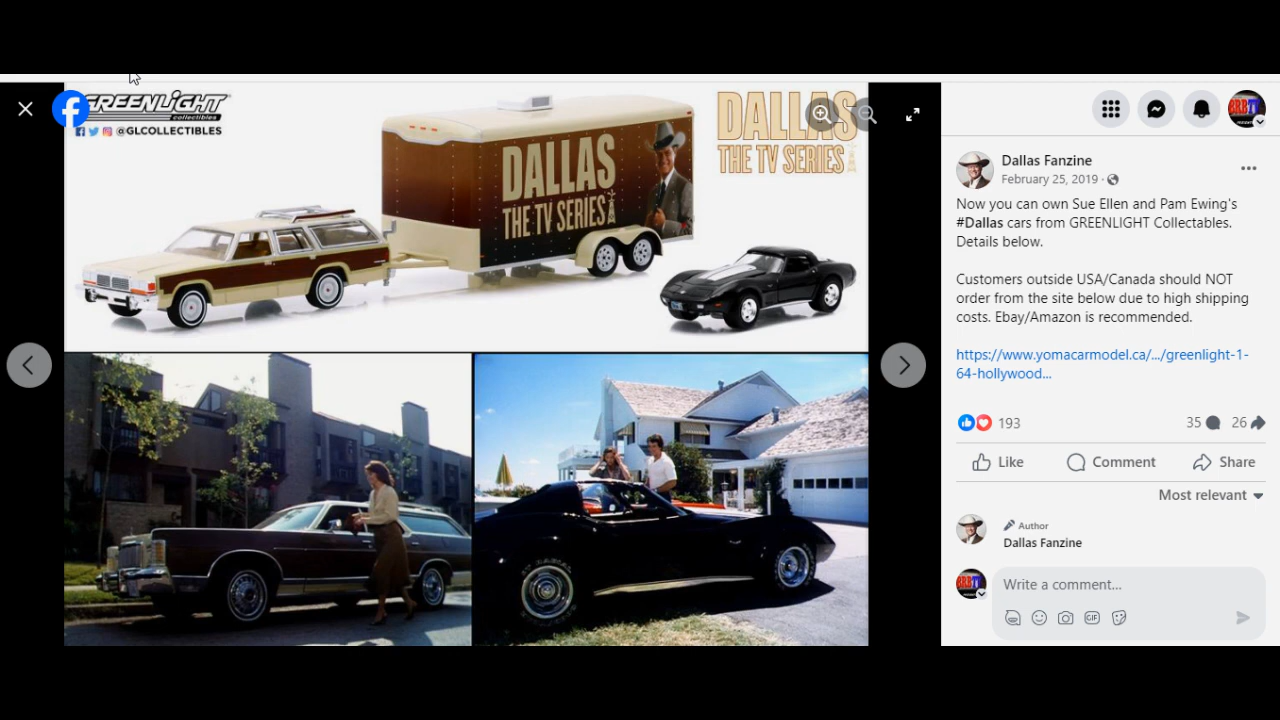 GREENLIGHT
collectibles
@GLCOLLECTIBLES
DALLAS
THE TV SERIES
DALLAS
THE TV SERIES
Dallas Fanzine
February 25, 2019 ·
Now you can own Sue Ellen and Pam Ewing's
#Dallas cars from GREENLIGHT Collectables.
Details below.
Customers outside USA/Canada should NOT
order from the site below due to high shipping
costs. Ebay/Amazon is recommended.
https://www.yomacarmodel.ca/.../greenlight-1-
64-hollywood...
193
35
26
Like
Comment
Share
Most relevant
Author
Dallas Fanzine
Write a comment...
GIF